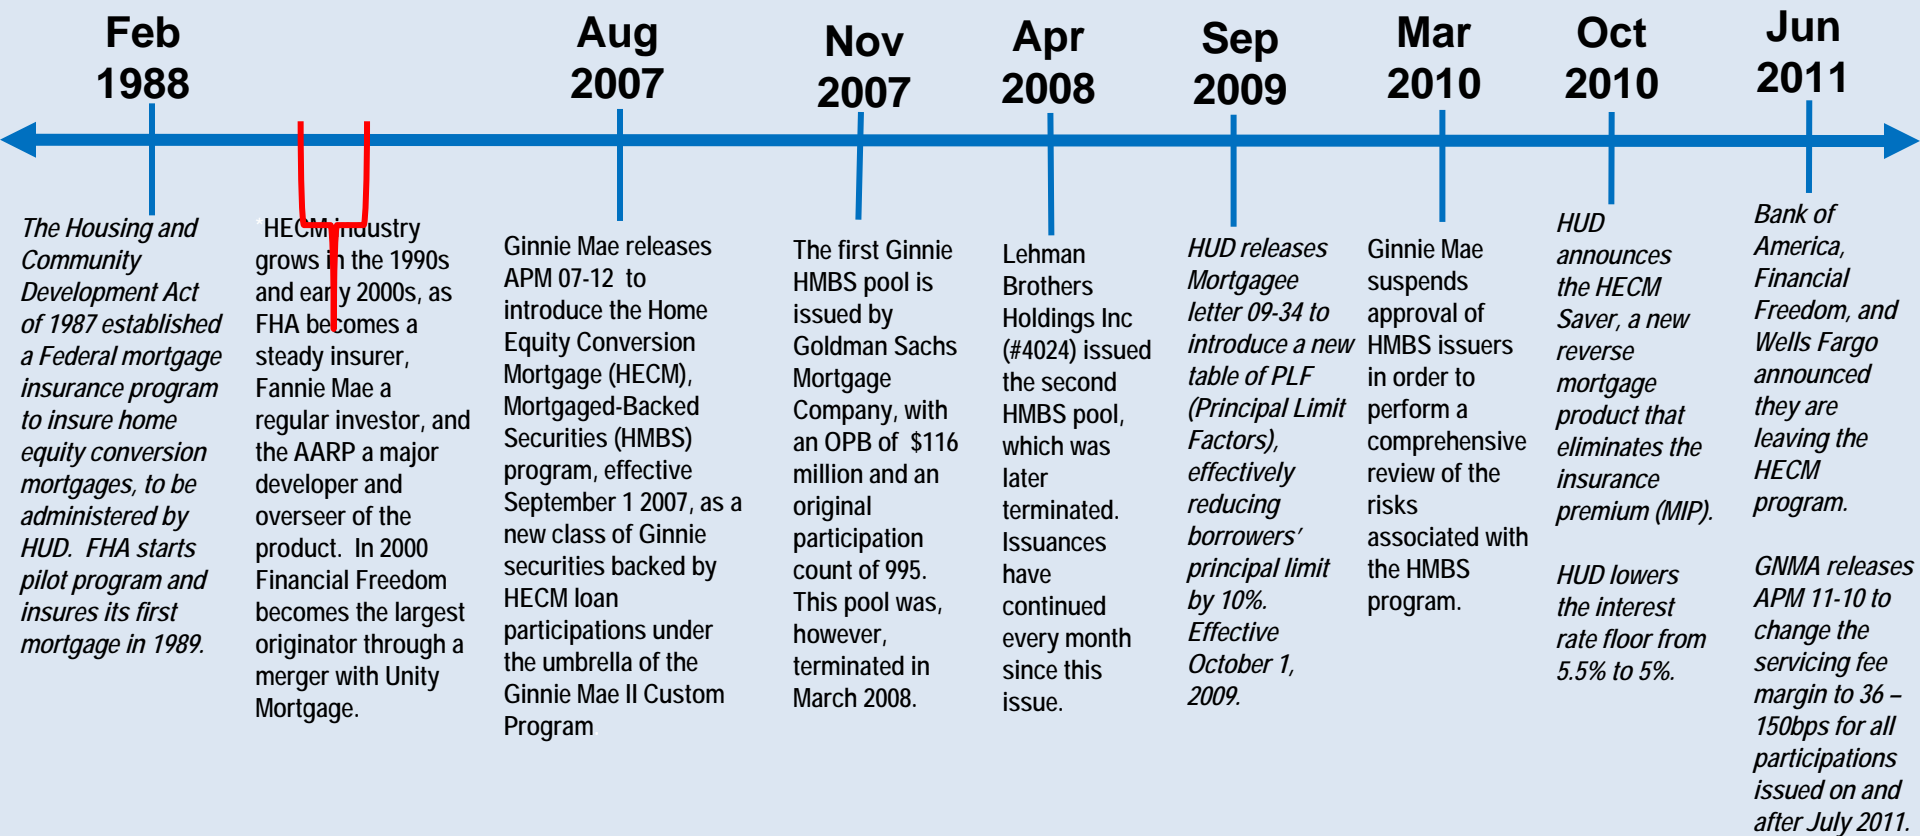 Feb
1988
Aug
2007
Nov
2007
Apr
2008
Sep
2009
Mar
2010
Oct
2010
Jun
2011
The Housing and
Community
Development Act
of 1987 established
a Federal mortgage
insurance program
to insure home
equity conversion
mortgages, to be
administered by
HUD. FHA starts
pilot program and
insures its first
mortgage in 1989.
HECM industry
grows in the 1990s
and early 2000s, as
FHA becomes a
steady insurer,
Fannie Mae a
regular investor, and
the AARP a major
developer and
overseer of the
product. In 2000
Financial Freedom
becomes the largest
originator through a
merger with Unity
Mortgage.
Ginnie Mae releases
APM 07-12 to
introduce the Home
Equity Conversion
Mortgage (HECM),
Mortgaged-Backed
Securities (HMBS)
program, effective
September 1 2007, as a
new class of Ginnie
securities backed by
HECM loan
participations under
the umbrella of the
Ginnie Mae II Custom
Program
The first Ginnie
HMBS pool is
issued by
Goldman Sachs
Mortgage
Company, with
an OPB of $116
million and an
original
participation
count of 995.
This pool was,
however,
terminated in
March 2008.
Lehman
Brothers
Holdings Inc
(#4024) issued
the second
HMBS pool,
which was
later
terminated.
Issuances
have
continued
every month
since this
issue.
HUD releases
Mortgagee
letter 09-34 to
introduce a new
table of PLF
(Principal Limit
Factors),
effectively
reducing
borrowers'
principal limit
by 10%.
Effective
October 1,
2009.
Ginnie Mae
suspends
approval of
HMBS issuers
in order to
perform a
comprehensive
review of the
risks
associated with
the HMBS
program.
HUD
announces
the HECM
Saver, a new
reverse
mortgage
product that
eliminates the
insurance
premium (MIP).
HUD lowers
the interest
rate floor from
5.5% to 5%.
Bank of
America,
Financial
Freedom, and
Wells Fargo
announced
they are
leaving the
HECM
program.
GNMA releases
APM 11-10 to
change the
servicing fee
margin to 36 –
150bps for all
participations
issued on and
after July 2011.